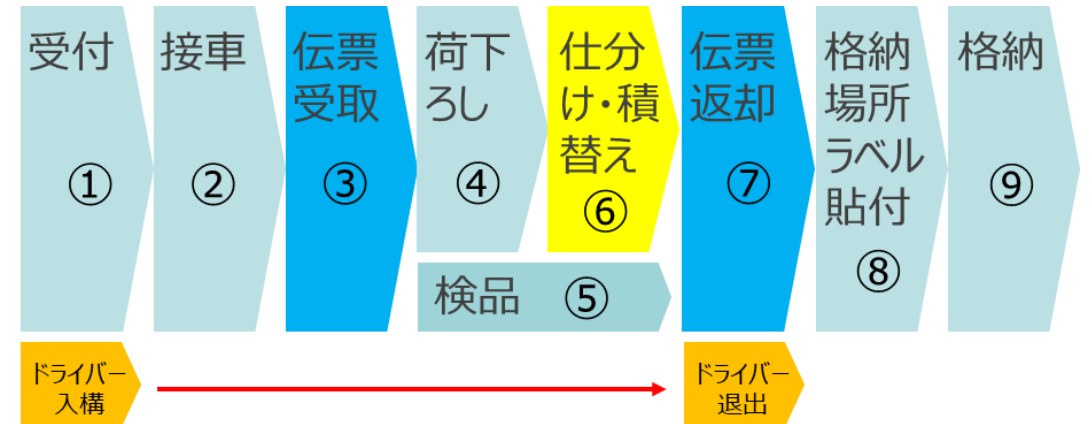 受付
①
接車
②
伝票
受取
③
荷下
ろし
④
仕分
け・積
替え
⑥
検品 ⑤
伝票
返却
⑦
格納
場所
ラベル
貼付
⑧
格納
⑨
ドライバー
入構
ドライバー
退出